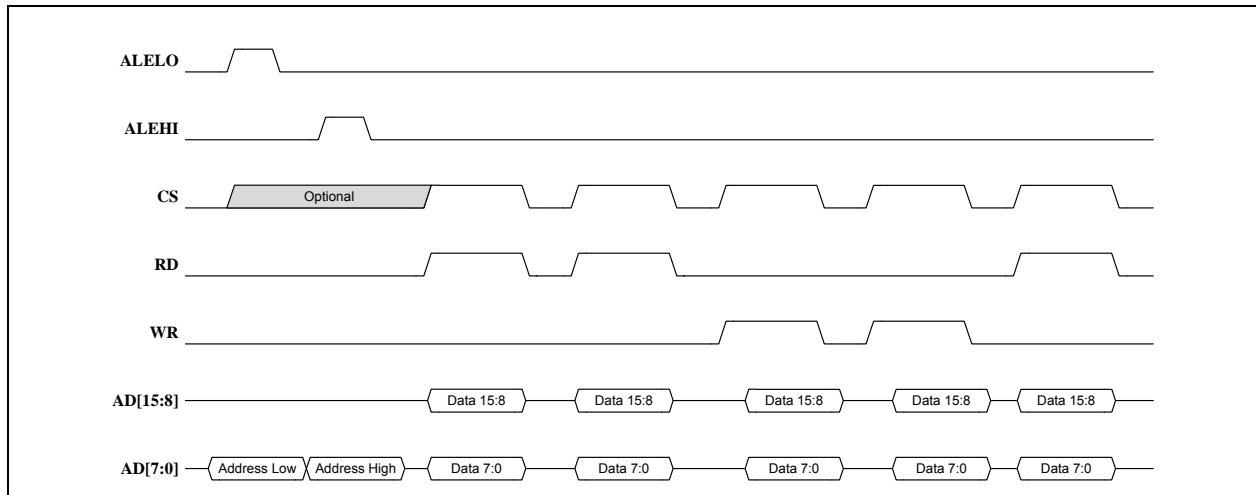 ALELO
ALEHI
CS
Optional
RD
WR
AD[15:8]
Data 15:8
Data 15:8
Data 15:8
Data 15:8
Data 15:8
AD[7:0]
Address Low
Address High
Data 7:0
Data 7:0
Data 7:0
Data 7:0
Data 7:0